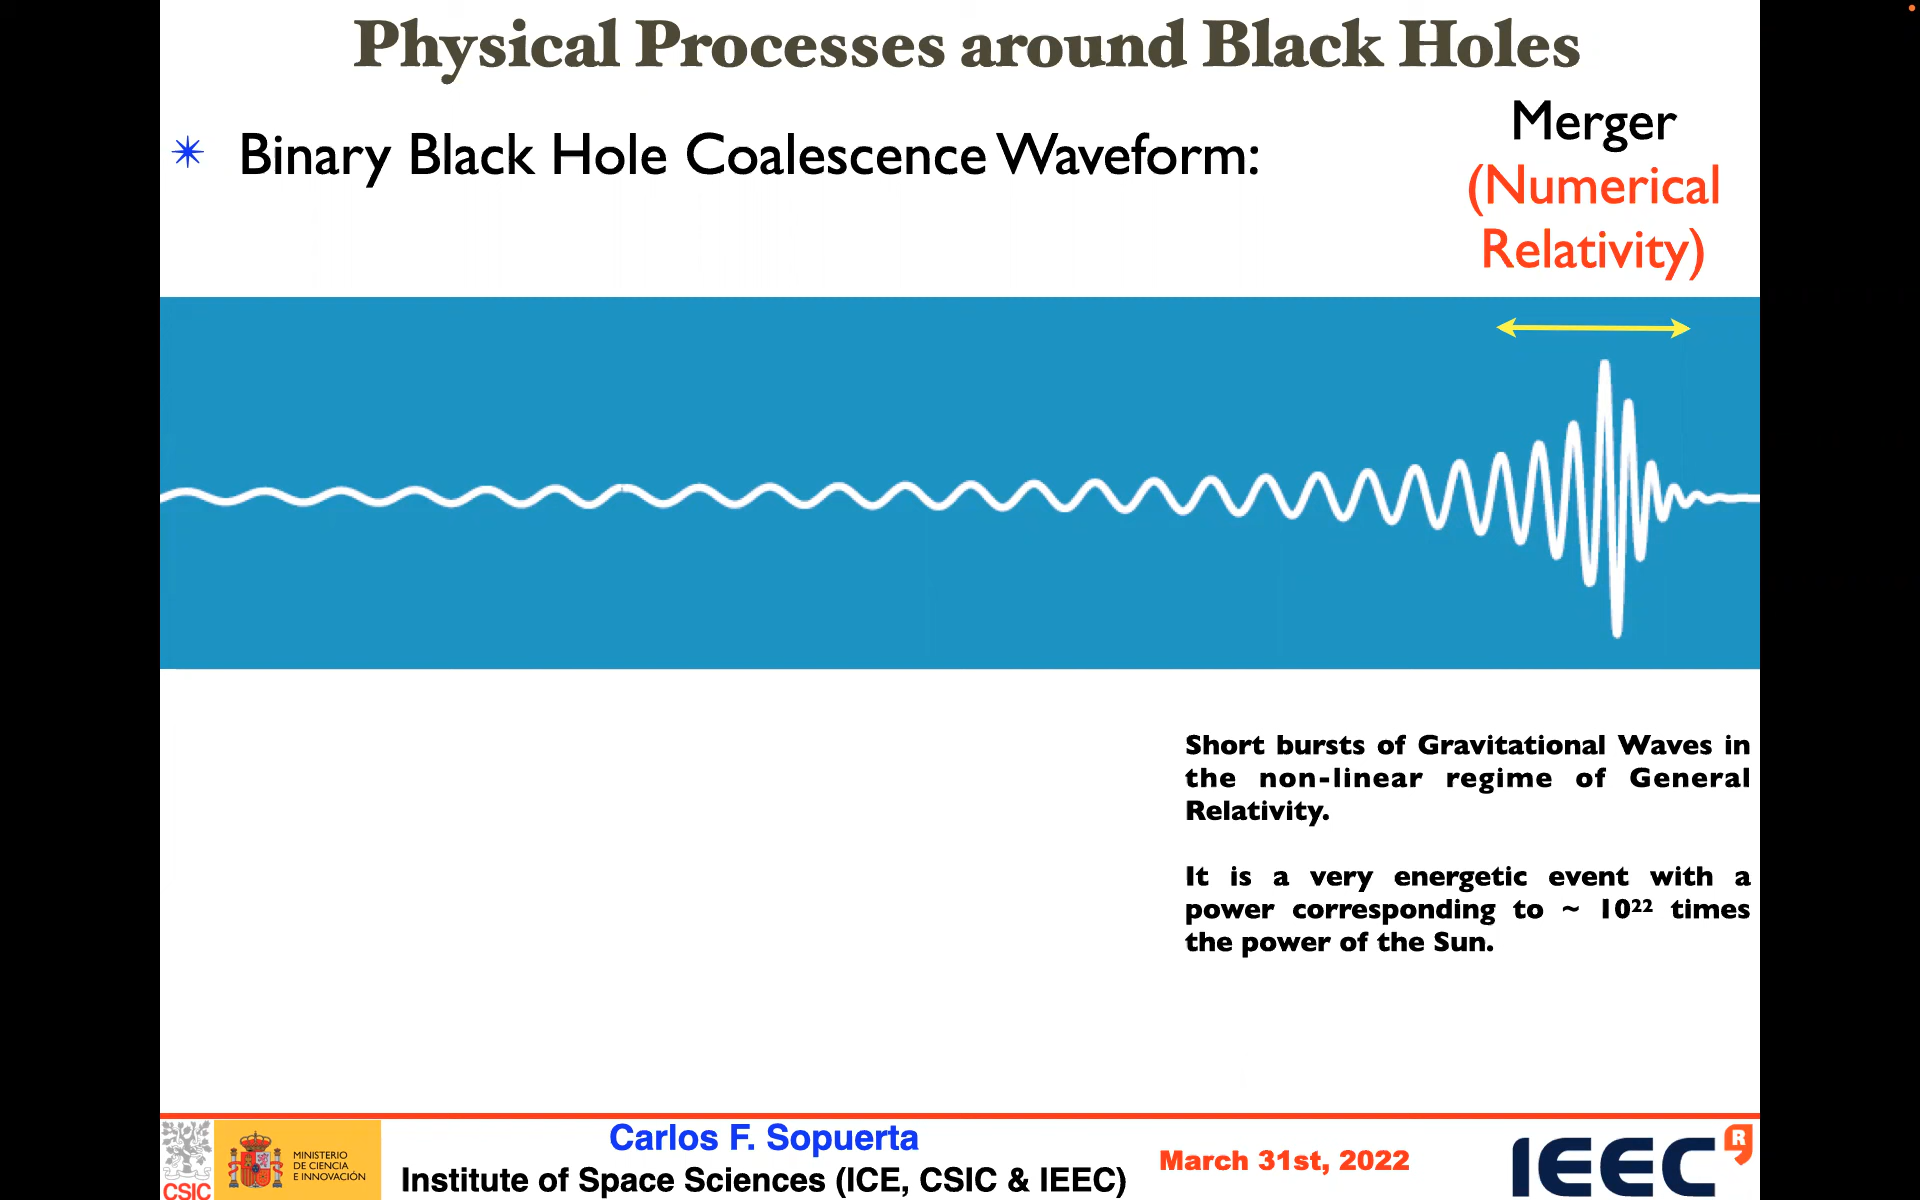 Physical Processes around Black Holes
Binary Black Hole Coalescence Waveform:
Merger
(Numerical
Relativity)
Short bursts of Gravitational Waves in
the non-linear regime of General
Relativity.
It is a very energetic event with a
power corresponding to ~ 10²² times
the power of the Sun.
CSIC
MINISTERIO
DE CIENCIA
E INNOVACIÓN
Carlos F. Sopuerta
Institute of Space Sciences (ICE, CSIC & IEEC)
March 31st, 2022
IEEC
R